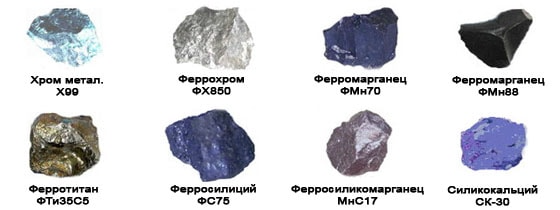 Хром метал.
Х99
Феррохром
ФХ850
Ферромарганец
ФМн70
Ферромарганец
ФМн88
Ферротитан
ФТи35С5
Ферросилиций
ФС75
Ферросиликомарганец
МнС17
Силикокальций
СК-30